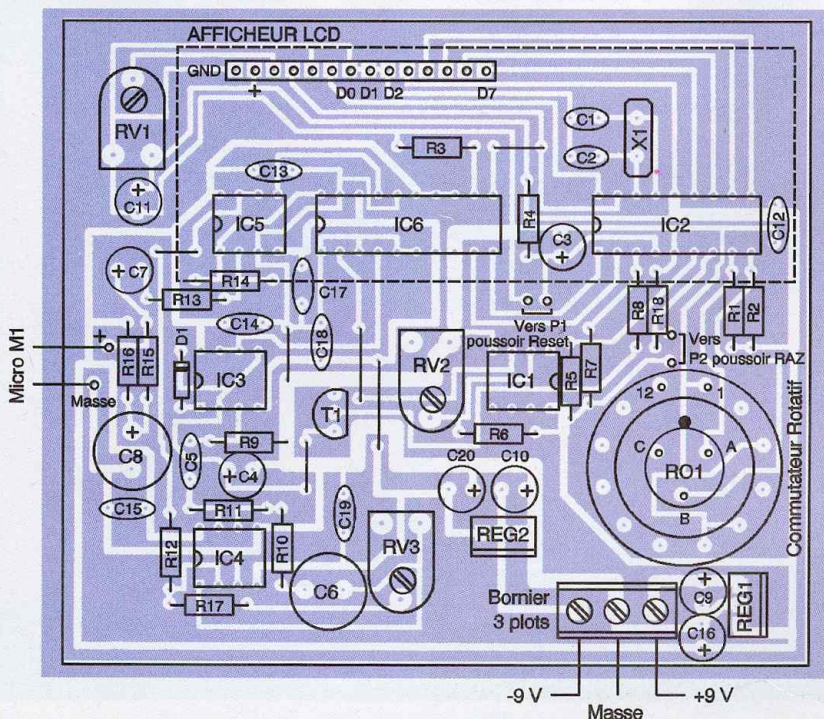 AFFICHEUR LCD
GND
+
D0 D1 D2
D7
RV1
R3
C1
X1
C2
C13
+
C11
IC5
IC6
R4
IC2
C12
C3
+
+
C7
R14
R13
C17
R8
R18
R1
R2
Vers P1
poussoir Reset
Vers
P2 poussoir RAZ
C14
C18
Micro M1
+
R16
R15
D1
IC3
RV2
IC1
R5
R7
Masse
12
1
T1
+
C8
R9
R6
C
A
RO1
B
Commutateur Rotatif
C5
+
C4
C20
C10
+
+
C15
R11
C19
R12
IC4
R10
RV3
REG2
C6
R17
Bornier
3 plots
+
C9
REG1
C16
+
-9 V
+9 V
Masse